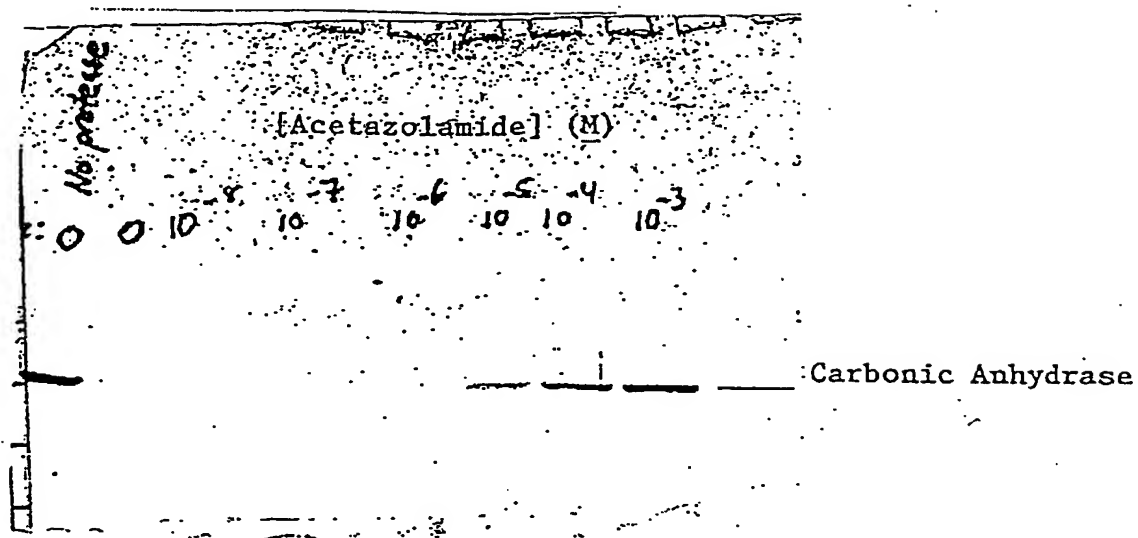 No protease
[Acetazolamide] (M)
0 0 10⁻⁸ 10⁻⁷ 10⁻⁶ 10⁻⁵ 10⁻⁴ 10⁻³
Carbonic Anhydrase